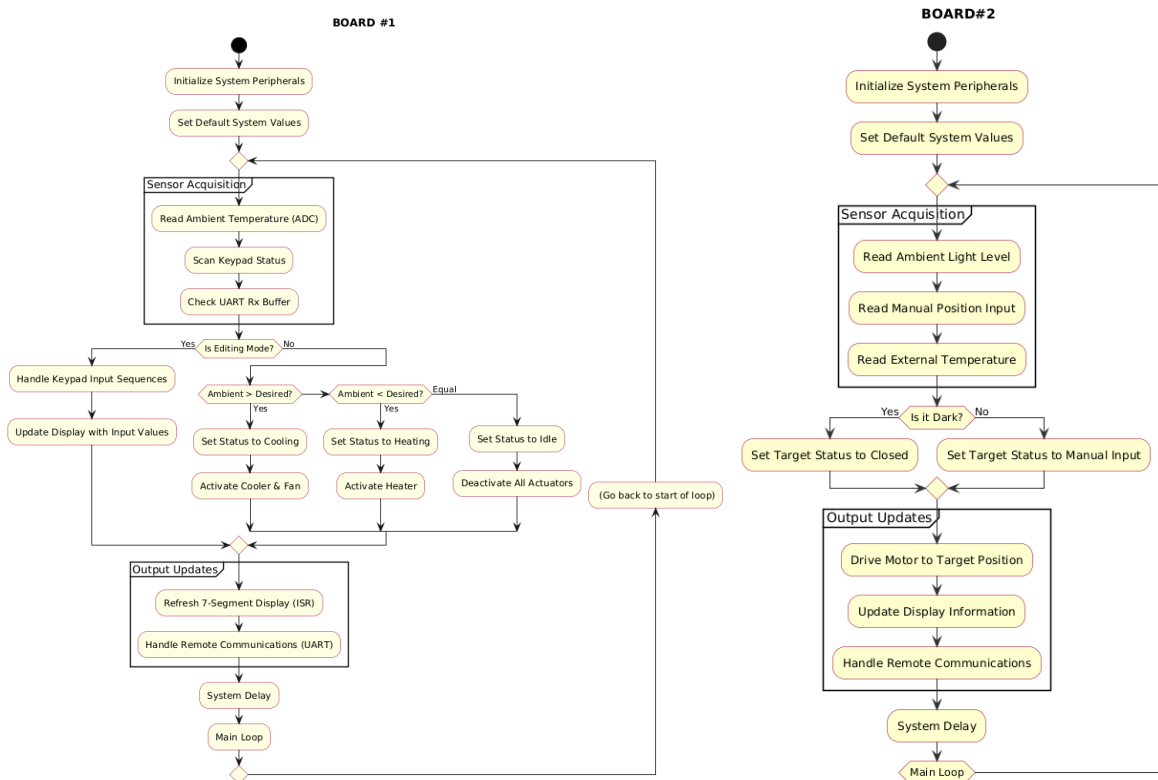 BOARD #1
Initialize System Peripherals
Set Default System Values
Sensor Acquisition
Read Ambient Temperature (ADC)
Scan Keypad Status
Check UART Rx Buffer
Yes
Is Editing Mode?
No
Handle Keypad Input Sequences
Update Display with Input Values
Ambient > Desired?
Yes
Set Status to Cooling
Activate Cooler & Fan
Ambient < Desired?
Yes
Set Status to Heating
Activate Heater
Equal
Set Status to Idle
Deactivate All Actuators
(Go back to start of loop)
Output Updates
Refresh 7-Segment Display (ISR)
Handle Remote Communications (UART)
System Delay
Main Loop
BOARD#2
Initialize System Peripherals
Set Default System Values
Sensor Acquisition
Read Ambient Light Level
Read Manual Position Input
Read External Temperature
Yes
Is it Dark?
No
Set Target Status to Closed
Set Target Status to Manual Input
Output Updates
Drive Motor to Target Position
Update Display Information
Handle Remote Communications
System Delay
Main Loop